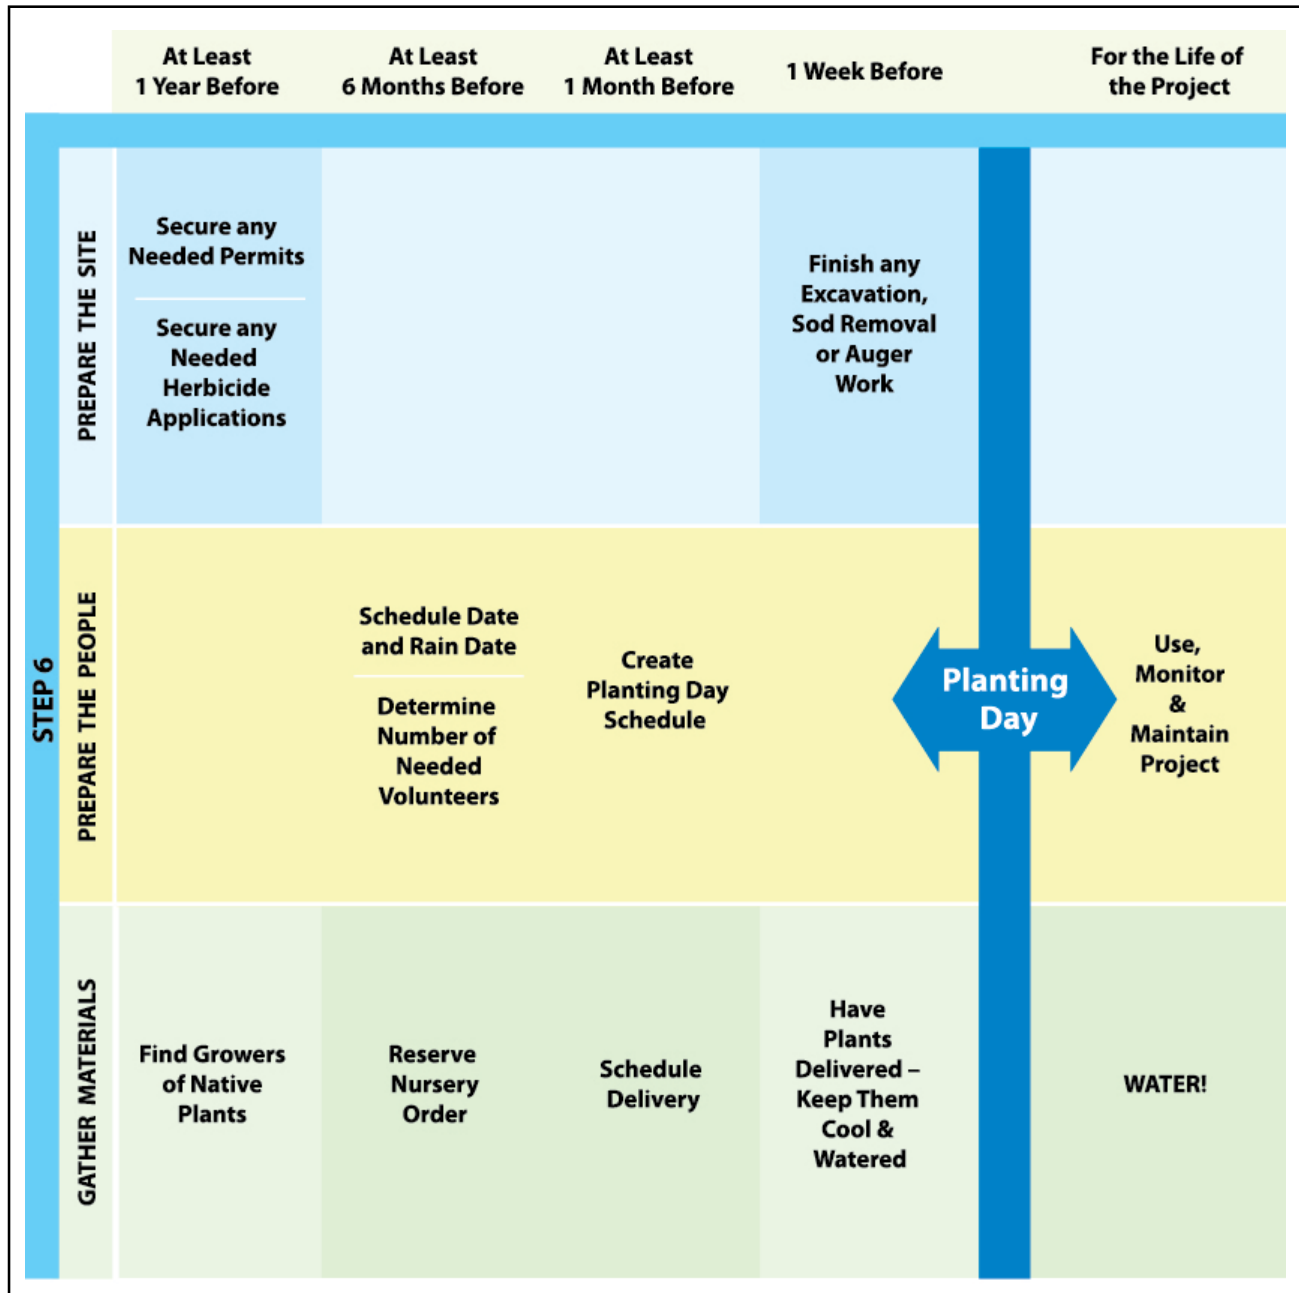 At Least
1 Year Before
At Least
6 Months Before
At Least
1 Month Before
1 Week Before
For the Life of
the Project
STEP 6
PREPARE THE SITE
Secure any
Needed Permits
Secure any
Needed
Herbicide
Applications
Finish any
Excavation,
Sod Removal
or Auger
Work
PREPARE THE PEOPLE
Schedule Date
and Rain Date
Determine
Number of
Needed
Volunteers
Create
Planting Day
Schedule
Planting
Day
Use,
Monitor
&
Maintain
Project
GATHER MATERIALS
Find Growers
of Native
Plants
Reserve
Nursery
Order
Schedule
Delivery
Have
Plants
Delivered –
Keep Them
Cool &
Watered
WATER!